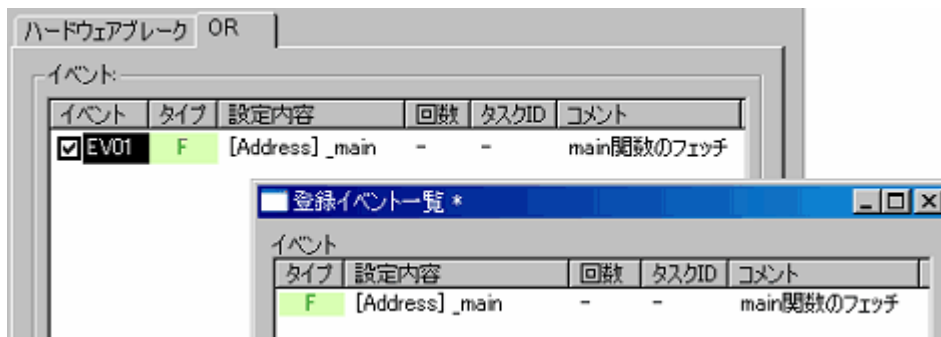 ハードウェアブレーク OR
イベント:
イベント タイプ 設定内容 回数 タスクID コメント
EV01 F [Address] _main - - main関数のフェッチ
登録イベント一覧 *
イベント
タイプ 設定内容 回数 タスクID コメント
F [Address] _main - - main関数のフェッチ